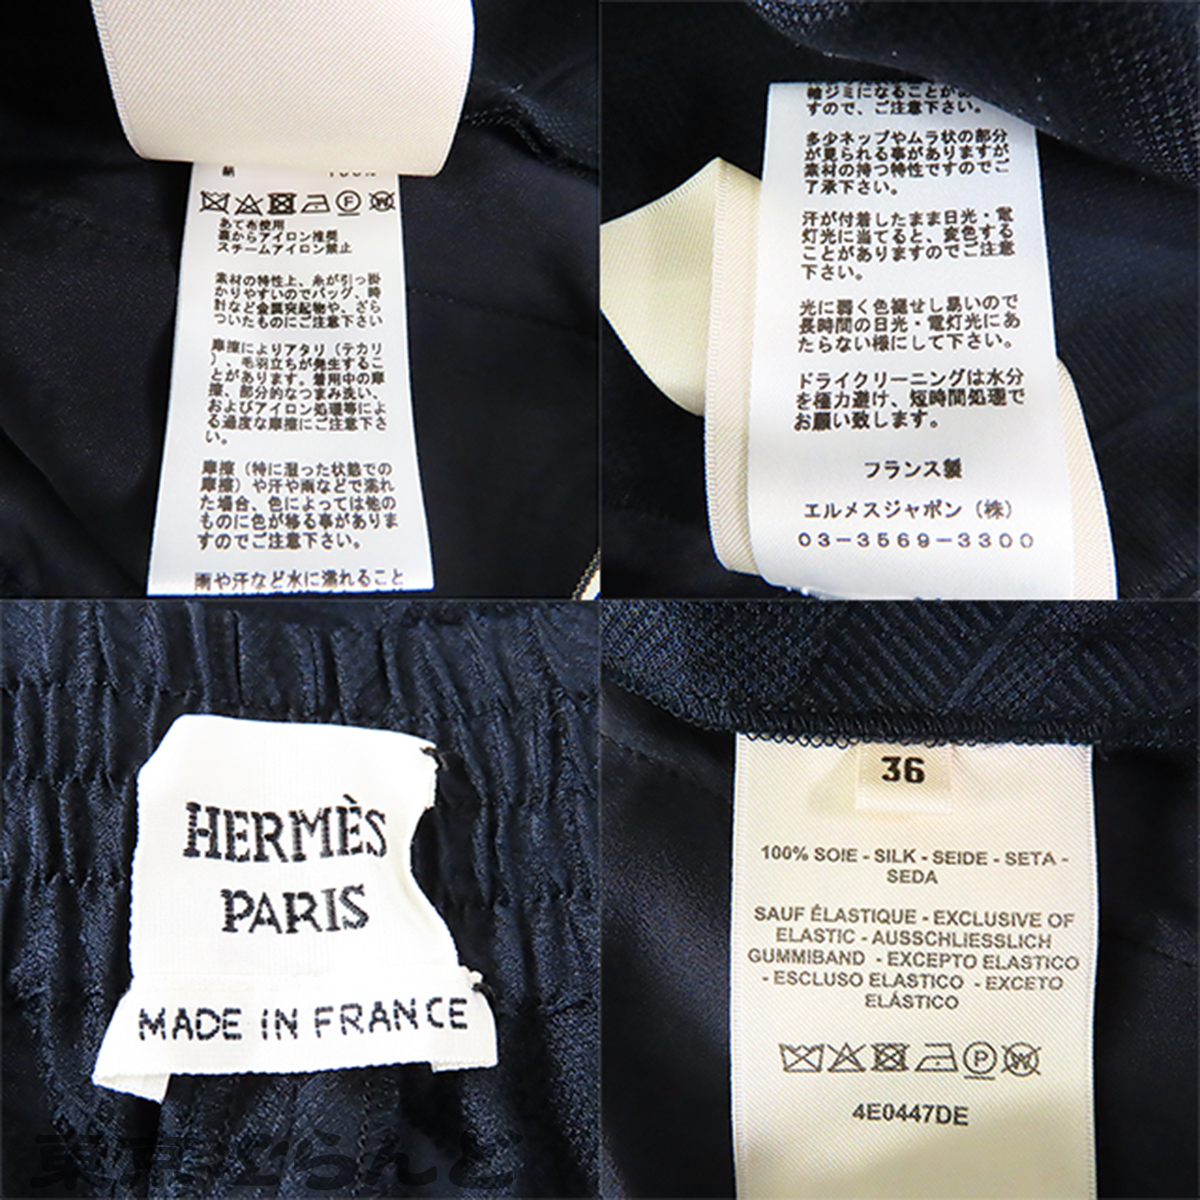 絹 100%
F W
あて布使用
裏からアイロン推奨
スチームアイロン禁止
素材の特性上、糸が引っ掛
かりやすいのでバッグ、時
計など金属突起物や、ざら
ついたものにご注意下さい
摩擦によりアタリ（テカリ
）、毛羽立ちが発生するこ
とがあります。着用中の摩
擦、部分的なつまみ洗い、
およびアイロン処理等によ
る過度な摩擦にご注意下さ
い。
摩擦（特に湿った状態での
摩擦）や汗や雨などで濡れ
た場合、色によっては他の
ものに色が移る事がありま
すのでご注意下さい。
雨や汗など水に濡れること
輪ジミになることがあ
すので、ご注意下さい。
多少ネップやムラ状の部分
が見られる事がありますが
素材の持つ特性ですのでご
了承下さい。
汗が付着したまま日光・電
灯光に当てると、変色する
ことがありますのでご注意
下さい。
光に弱く色褪せし易いので
長時間の日光・電灯光にあ
たらない様にして下さい。
ドライクリーニングは水分
を極力避け、短時間処理で
お願い致します。
フランス製
エルメスジャポン（株）
03-3569-3300
HERMÈS
PARIS
MADE IN FRANCE
36
100% SOIE - SILK - SEIDE - SETA -
SEDA
SAUF ÉLASTIQUE - EXCLUSIVE OF
ELASTIC - AUSSCHLIESSLICH
GUMMIBAND - EXCEPTO ELASTICO
- ESCLUSO ELASTICO - EXCETO
ELÁSTICO
P W
4E0447DE
東京くらんど